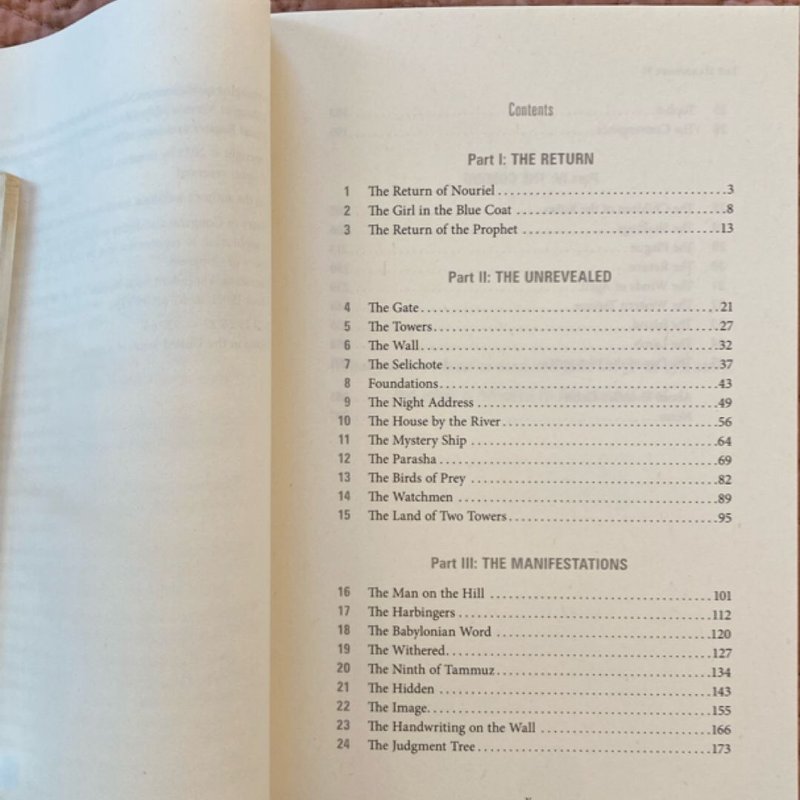 Contents
Part I: THE RETURN
1 The Return of Nouriel................................3
2 The Girl in the Blue Coat............................8
3 The Return of the Prophet...........................13
Part II: THE UNREVEALED
4 The Gate............................................21
5 The Towers..........................................27
6 The Wall............................................32
7 The Selichote.......................................37
8 Foundations.........................................43
9 The Night Address...................................49
10 The House by the River.............................56
11 The Mystery Ship...................................64
12 The Parasha........................................69
13 The Birds of Prey..................................82
14 The Watchmen.......................................89
15 The Land of Two Towers.............................95
Part III: THE MANIFESTATIONS
16 The Man on the Hill...............................101
17 The Harbingers....................................112
18 The Babylonian Word...............................120
19 The Withered......................................127
20 The Ninth of Tammuz...............................134
21 The Hidden........................................143
22 The Image.........................................155
23 The Handwriting on the Wall.......................166
24 The Judgment Tree.................................173